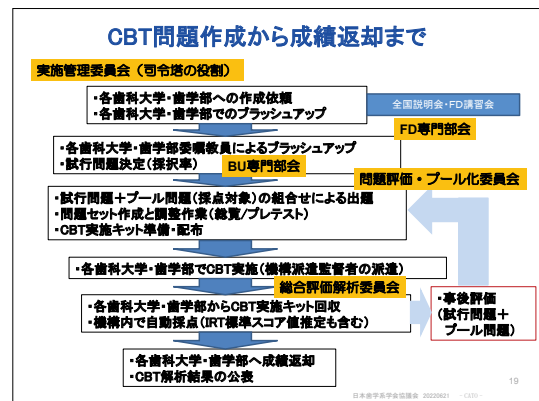 CBT問題作成から成績返却まで
実施管理委員会（司令塔の役割）
・各歯科大学・歯学部への作成依頼
・各歯科大学・歯学部でのブラッシュアップ
全国説明会・FD講習会
FD専門部会
・各歯科大学・歯学部委嘱教員によるブラッシュアップ
・試行問題決定（採択率）
BU専門部会
問題評価・プール化委員会
・試行問題＋プール問題（採点対象）の組合せによる出題
・問題セット作成と調整作業（総覧/プレテスト）
・CBT実施キット準備・配布
・各歯科大学・歯学部でCBT実施（機構派遣監督者の派遣）
総合評価解析委員会
・各歯科大学・歯学部からCBT実施キット回収
・機構内で自動採点（IRT標準スコア値推定も含む）
・事後評価
（試行問題＋
プール問題）
・各歯科大学・歯学部へ成績返却
・CBT解析結果の公表
19
日本歯学系学会協議会 20220621 - CATO -